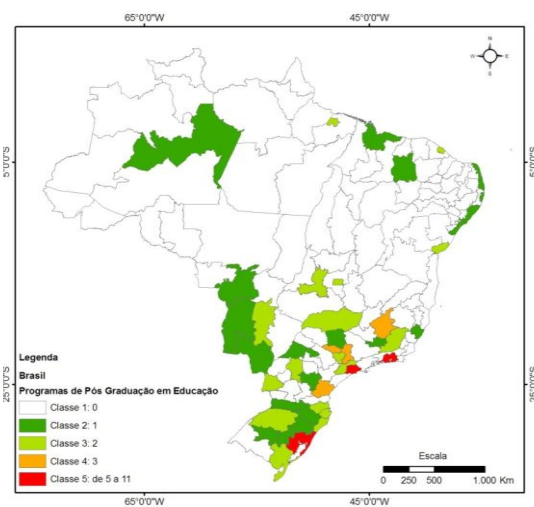 65°0'0"W 45°0'0"W
N
W E
S
5°0'0"S 5°0'0"S
25°0'0"S 25°0'0"S
Legenda
Brasil
Programas de Pós Graduação em Educação
Classe 1: 0
Classe 2: 1
Classe 3: 2
Classe 4: 3
Classe 5: de 5 a 11
Escala
0 250 500 1.000 Km
65°0'0"W 45°0'0"W